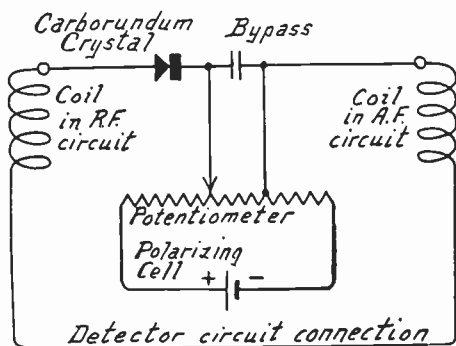 Carborundum
Crystal
Bypass
Coil
in R.F.
circuit
Coil
in A.F.
circuit
Potentiometer
Polarizing
Cell
+ -
Detector circuit connection